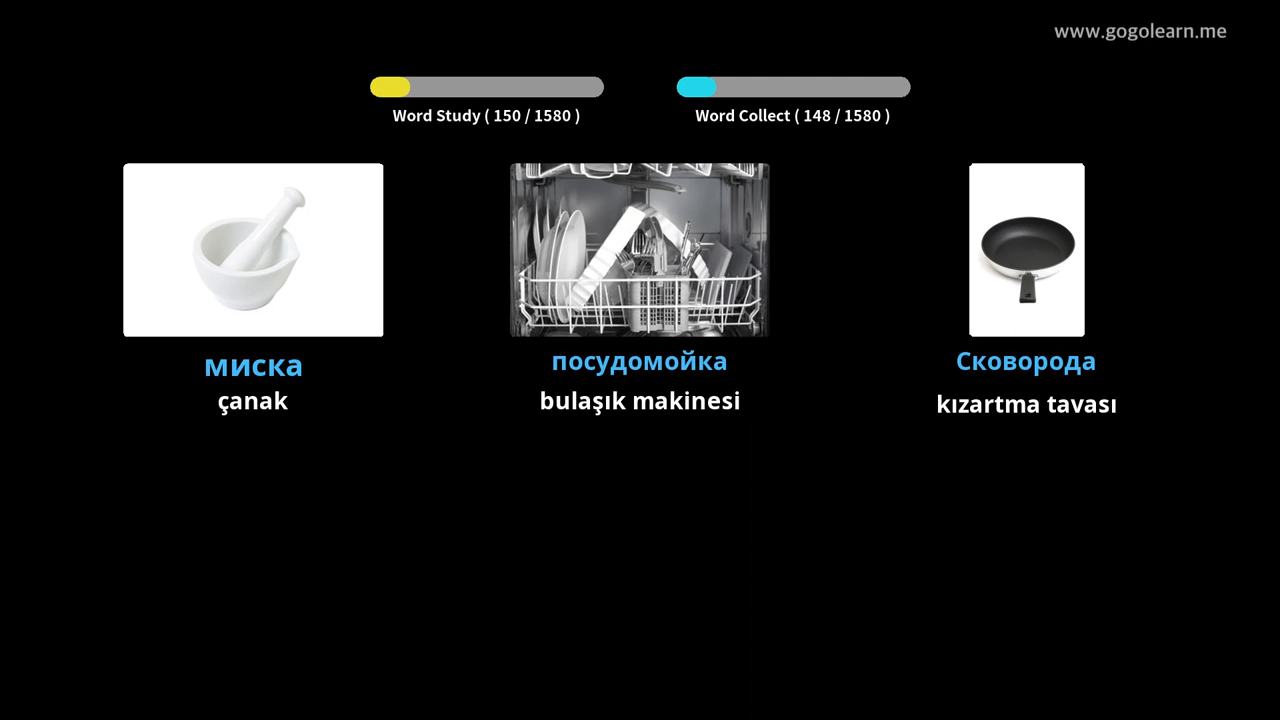 www.gogolearn.me
Word Study ( 150 / 1580 )
Word Collect ( 148 / 1580 )
миска
посудомойка
Сковорода
çanak
bulaşık makinesi
kızartma tavası